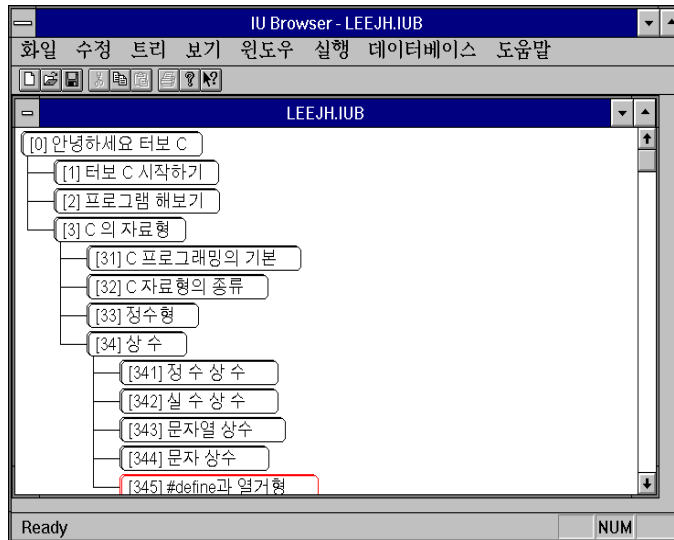 IU Browser - LEEJH.IUB
화일 수정 트리 보기 윈도우 실행 데이터베이스 도움말
LEEJH.IUB
[0] 안녕하세요 터보 C
[1] 터보 C 시작하기
[2] 프로그램 해보기
[3] C 의 자료형
[31] C 프로그래밍의 기본
[32] C 자료형의 종류
[33] 정수형
[34] 상 수
[341] 정 수 상 수
[342] 실 수 상 수
[343] 문자열 상수
[344] 문자 상수
[345] #define과 열거형
Ready NUM